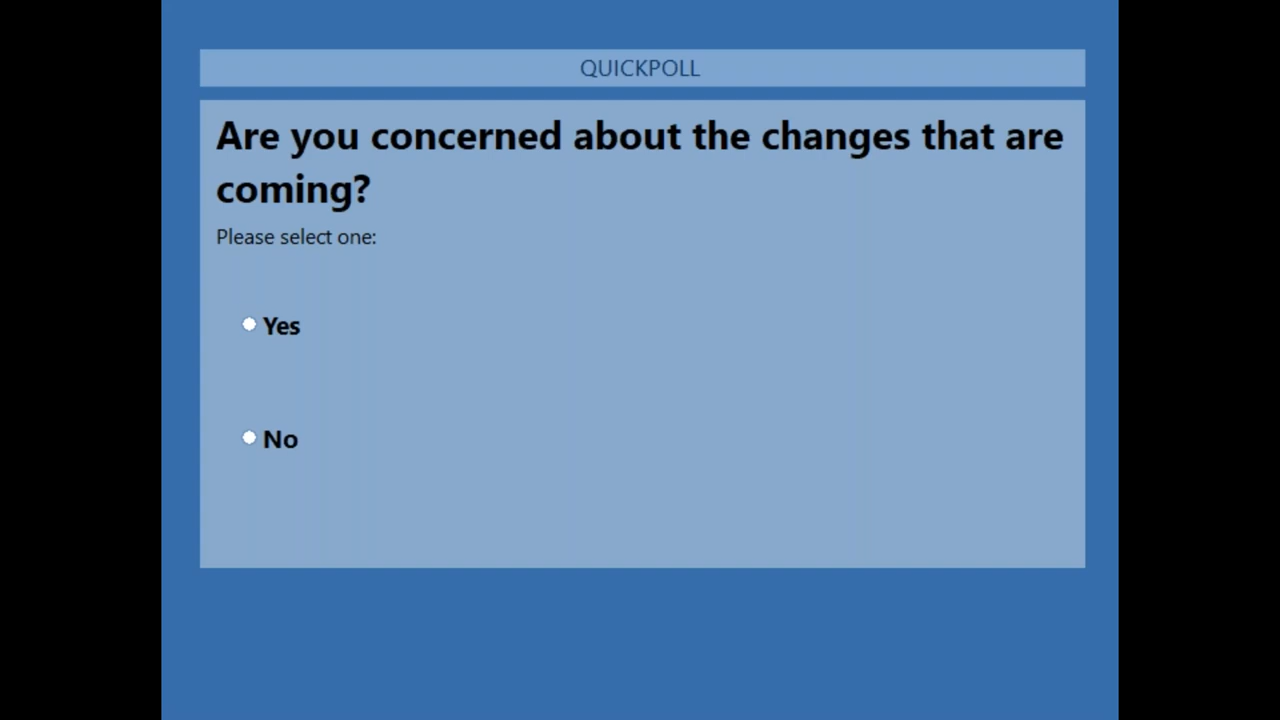 QUICKPOLL
Are you concerned about the changes that are
coming?
Please select one:
Yes
No